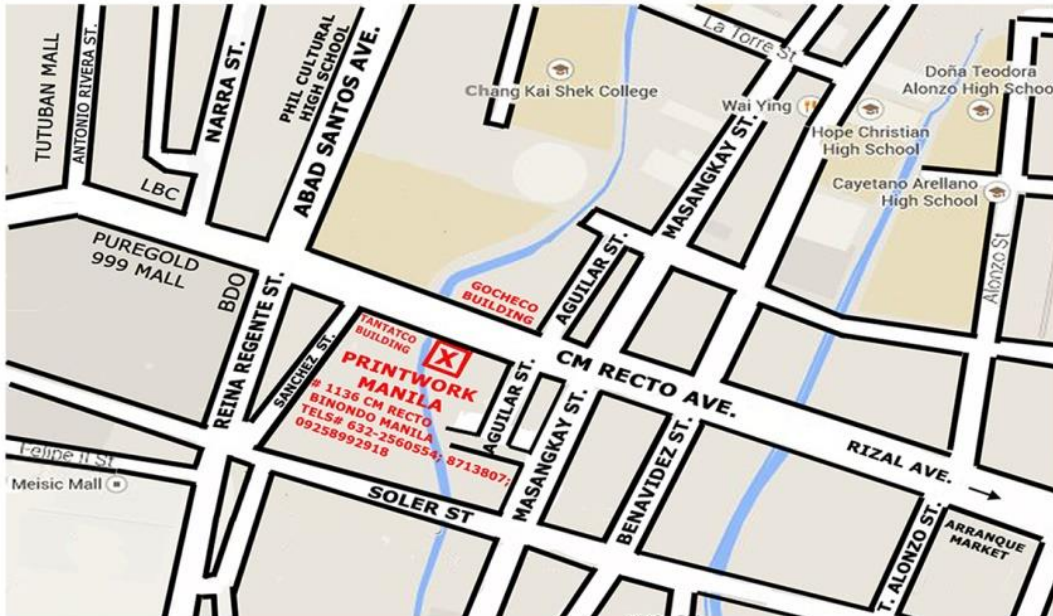 TUTUBAN MALL
ANTONIO RIVERA ST.
NARRA ST.
PHIL CULTURAL
HIGH SCHOOL
ABAD SANTOS AVE.
Chang Kai Shek College
La Torre St
Wai Ying
MASANGKAY ST.
Doña Teodora
Alonzo High School
Hope Christian
High School
Cayetano Arellano
High School
Alonzo St
LBC
PUREGOLD
999 MALL
BDO
REINA REGENTE ST.
SANCHEZ ST.
TANTATCO
BUILDING
GOCHECO
BUILDING
AGUILAR ST.
X
PRINTWORK
MANILA
# 1136 CM RECTO
BINONDO MANILA
TELS# 632-2560554; 8713807;
09258992918
CM RECTO AVE.
AGUILAR ST.
MASANGKAY ST.
BENAVIDEZ ST.
RIZAL AVE.
T. ALONZO ST.
ARRANQUE
MARKET
Felipe II St
Meisic Mall
SOLER ST